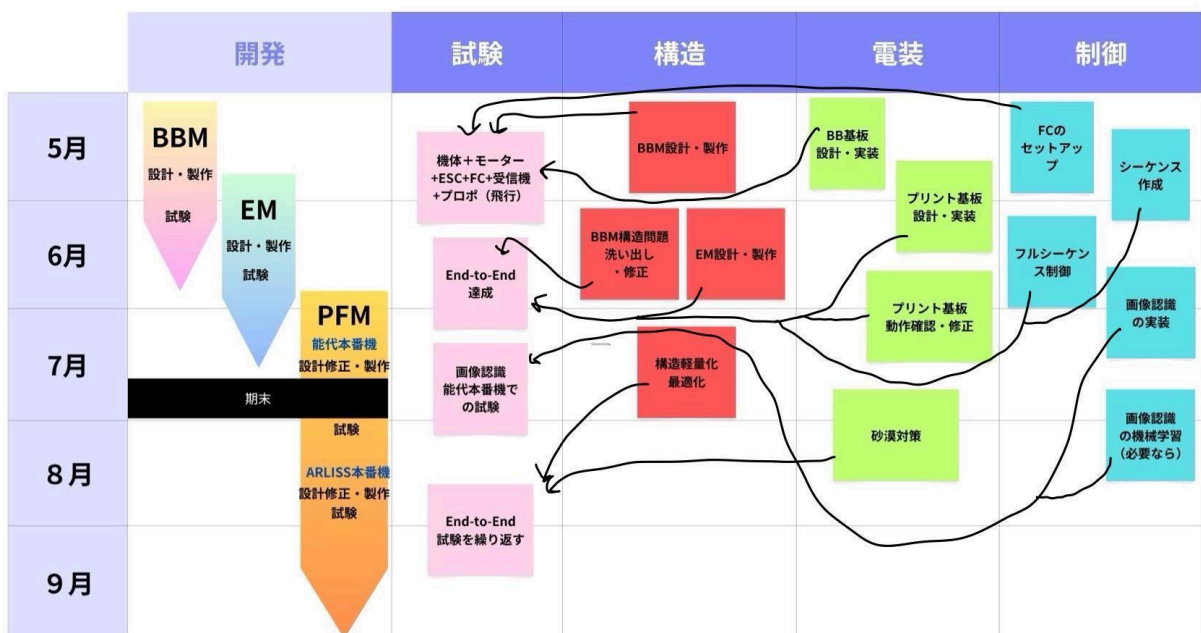 開発
試験
構造
電装
制御
5月
6月
7月
8月
9月
BBM
設計・製作
試験
EM
設計・製作
試験
PFM
能代本番機
設計修正・製作
期末
試験
ARLISS本番機
設計修正・製作
試験
機体+モーター
+ESC+FC+受信機
+プロポ(飛行)
End-to-End
達成
画像認識
能代本番機で
の試験
End-to-End
試験を繰り返す
BBM設計・製作
BBM構造問題
洗い出し
・修正
EM設計・製作
構造軽量化
最適化
BB基板
設計・実装
プリント基板
設計・実装
プリント基板
動作確認・修正
砂漠対策
FCの
セットアッ
プ
シーケンス
作成
フルシーケン
ス制御
画像認識
の実装
画像認識
の機械学習
(必要なら)